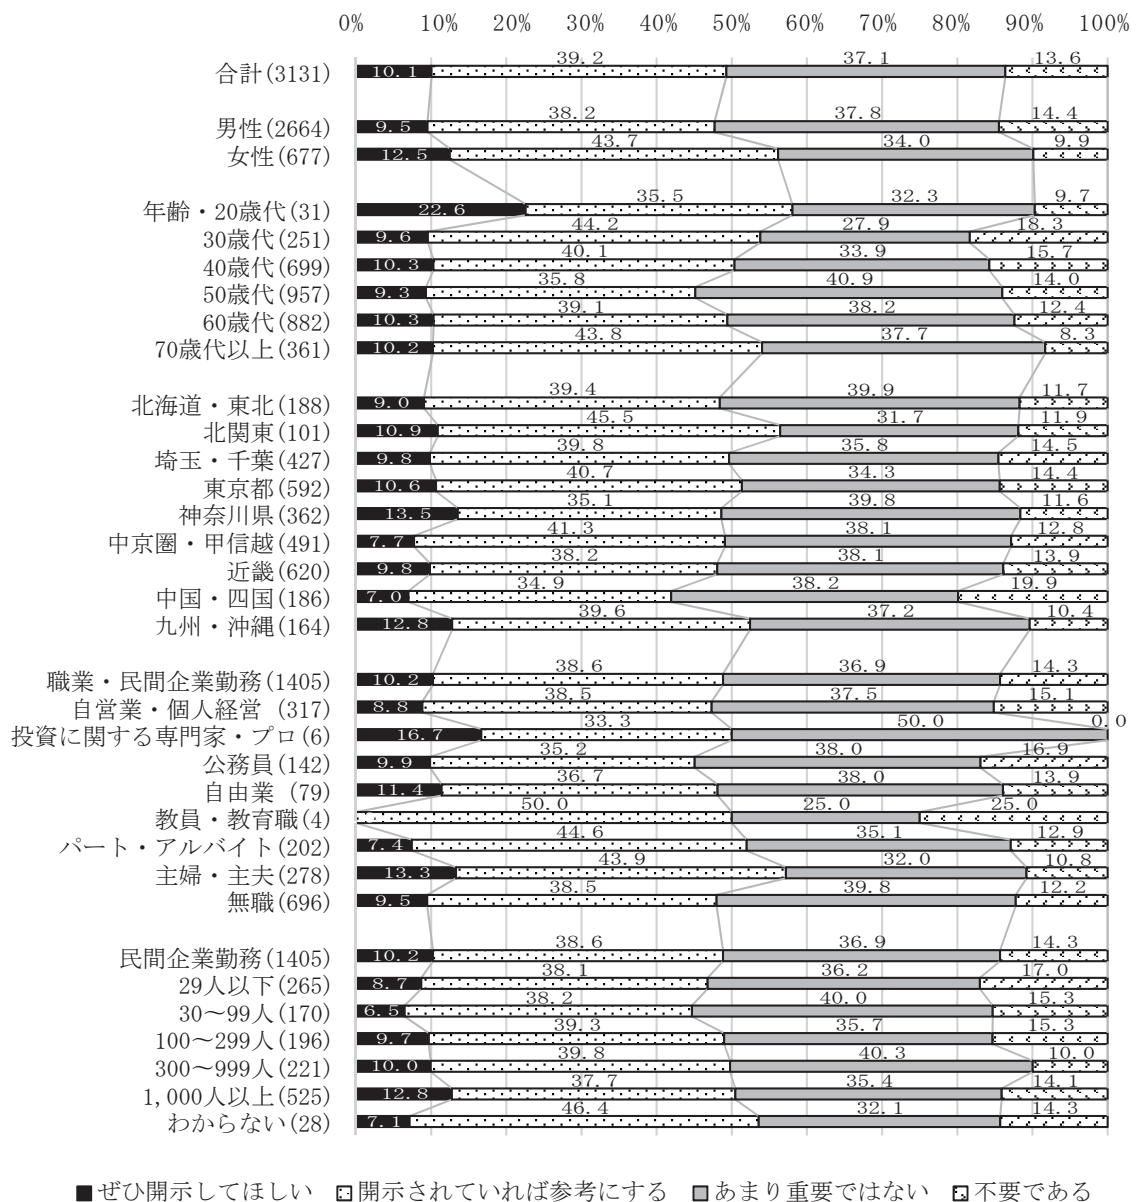 0% 10% 20% 30% 40% 50% 60% 70% 80% 90% 100%
合計(3131) 10.1 39.2 37.1 13.6
男性(2664) 9.5 38.2 37.8 14.4
女性(677) 12.5 43.7 34.0 9.9
年齢・20歳代(31) 22.6 35.5 32.3 9.7
30歳代(251) 9.6 44.2 27.9 18.3
40歳代(699) 10.3 40.1 33.9 15.7
50歳代(957) 9.3 35.8 40.9 14.0
60歳代(882) 10.3 39.1 38.2 12.4
70歳代以上(361) 10.2 43.8 37.7 8.3
北海道・東北(188) 9.0 39.4 39.9 11.7
北関東(101) 10.9 45.5 31.7 11.9
埼玉・千葉(427) 9.8 39.8 35.8 14.5
東京都(592) 10.6 40.7 34.3 14.4
神奈川県(362) 13.5 35.1 39.8 11.6
中京圏・甲信越(491) 7.7 41.3 38.1 12.8
近畿(620) 9.8 38.2 38.1 13.9
中国・四国(186) 7.0 34.9 38.2 19.9
九州・沖縄(164) 12.8 39.6 37.2 10.4
職業・民間企業勤務(1405) 10.2 38.6 36.9 14.3
自営業・個人経営 (317) 8.8 38.5 37.5 15.1
投資に関する専門家・プロ(6) 16.7 33.3 50.0 0.0
公務員(142) 9.9 35.2 38.0 16.9
自由業 (79) 11.4 36.7 38.0 13.9
教員・教育職(4) 50.0 25.0 25.0
パート・アルバイト(202) 7.4 44.6 35.1 12.9
主婦・主夫(278) 13.3 43.9 32.0 10.8
無職(696) 9.5 38.5 39.8 12.2
民間企業勤務(1405) 10.2 38.6 36.9 14.3
29人以下(265) 8.7 38.1 36.2 17.0
30～99人(170) 6.5 38.2 40.0 15.3
100～299人(196) 9.7 39.3 35.7 15.3
300～999人(221) 10.0 39.8 40.3 10.0
1,000人以上(525) 12.8 37.7 35.4 14.1
わからない(28) 7.1 46.4 32.1 14.3
ぜひ開示してほしい 開示されていれば参考にする あまり重要ではない 不要である